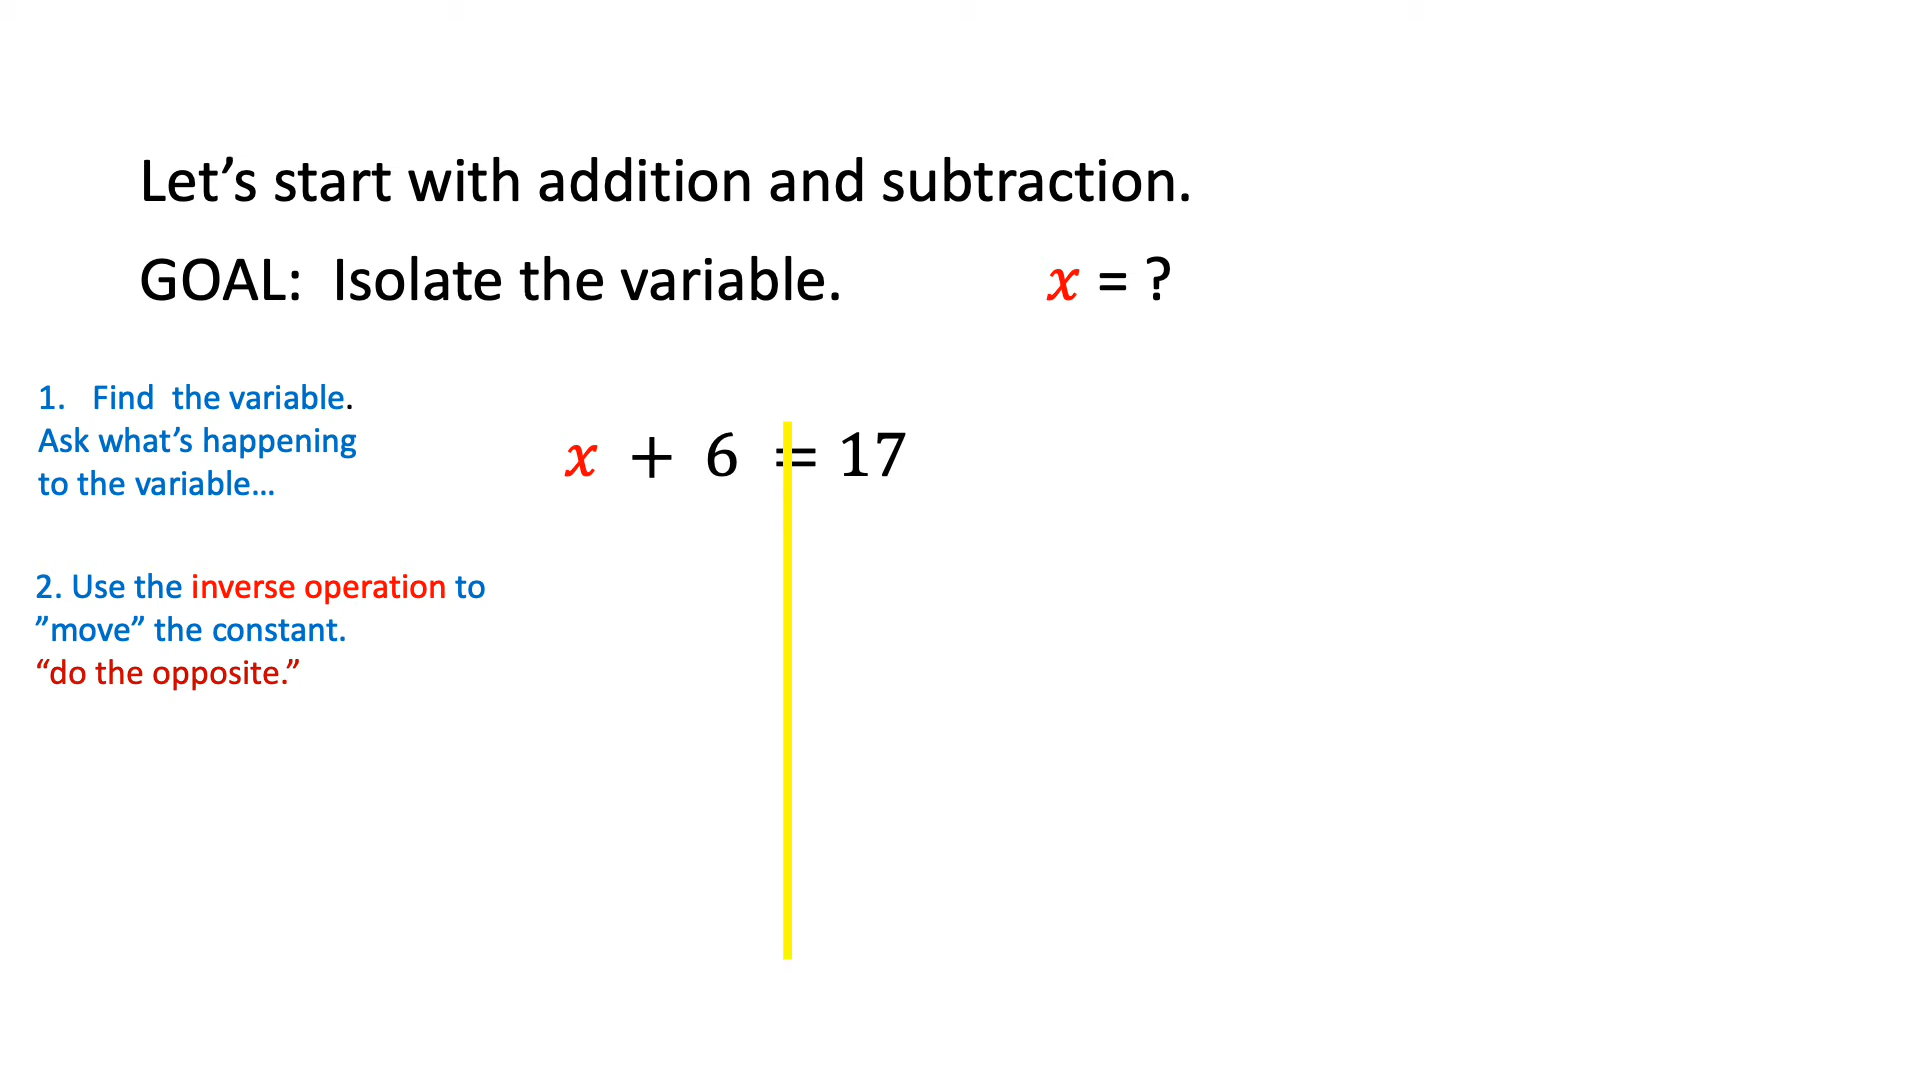 Let’s start with addition and subtraction.
GOAL:  Isolate the variable.
x = ?
1.   Find  the variable.
Ask what’s happening
to the variable...
x + 6 = 17
2. Use the inverse operation to
”move” the constant.
“do the opposite.”